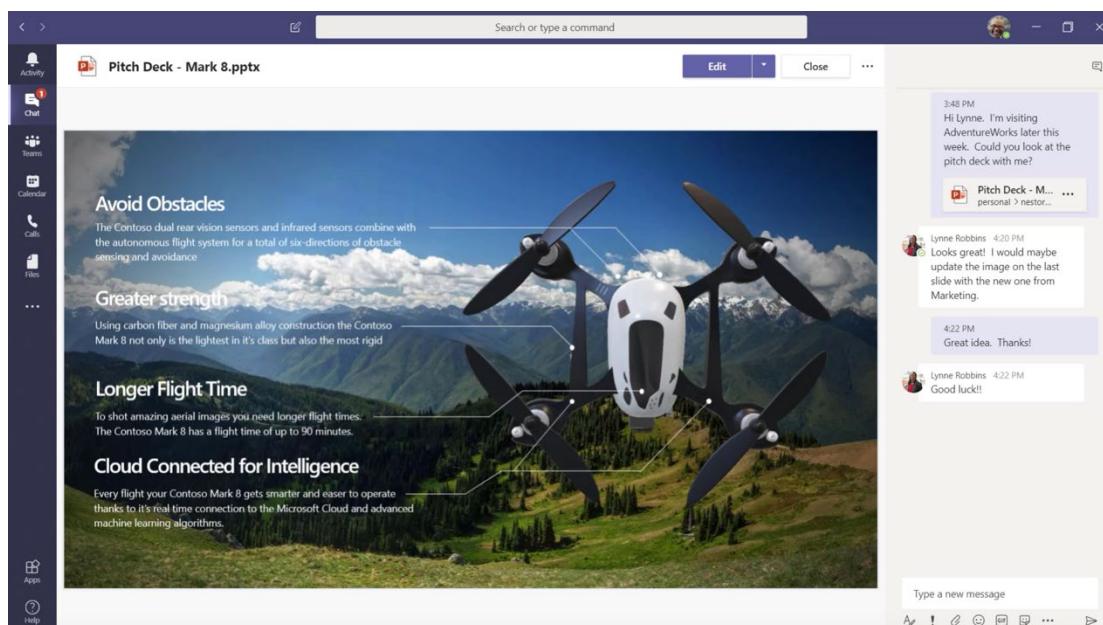 Search or type a command
Activity
1
Chat
Teams
Calendar
Calls
Files
Apps
Help
Pitch Deck - Mark 8.pptx
Edit
Close
Avoid Obstacles
The Contoso dual rear vision sensors and infrared sensors combine with
the autonomous flight system for a total of six-directions of obstacle
sensing and avoidance
Greater strength
Using carbon fiber and magnesium alloy construction the Contoso
Mark 8 not only is the lightest in it's class but also the most rigid
Longer Flight Time
To shot amazing aerial images you need longer flight times.
The Contoso Mark 8 has a flight time of up to 90 minutes.
Cloud Connected for Intelligence
Every flight your Contoso Mark 8 gets smarter and easer to operate
thanks to it's real time connection to the Microsoft Cloud and advanced
machine learning algorithms.
3:48 PM
Hi Lynne. I'm visiting
AdventureWorks later this
week. Could you look at the
pitch deck with me?
Pitch Deck - M...
personal > nestor...
Lynne Robbins 4:20 PM
Looks great! I would maybe
update the image on the last
slide with the new one from
Marketing.
4:22 PM
Great idea. Thanks!
Lynne Robbins 4:22 PM
Good luck!!
Type a new message
GIF